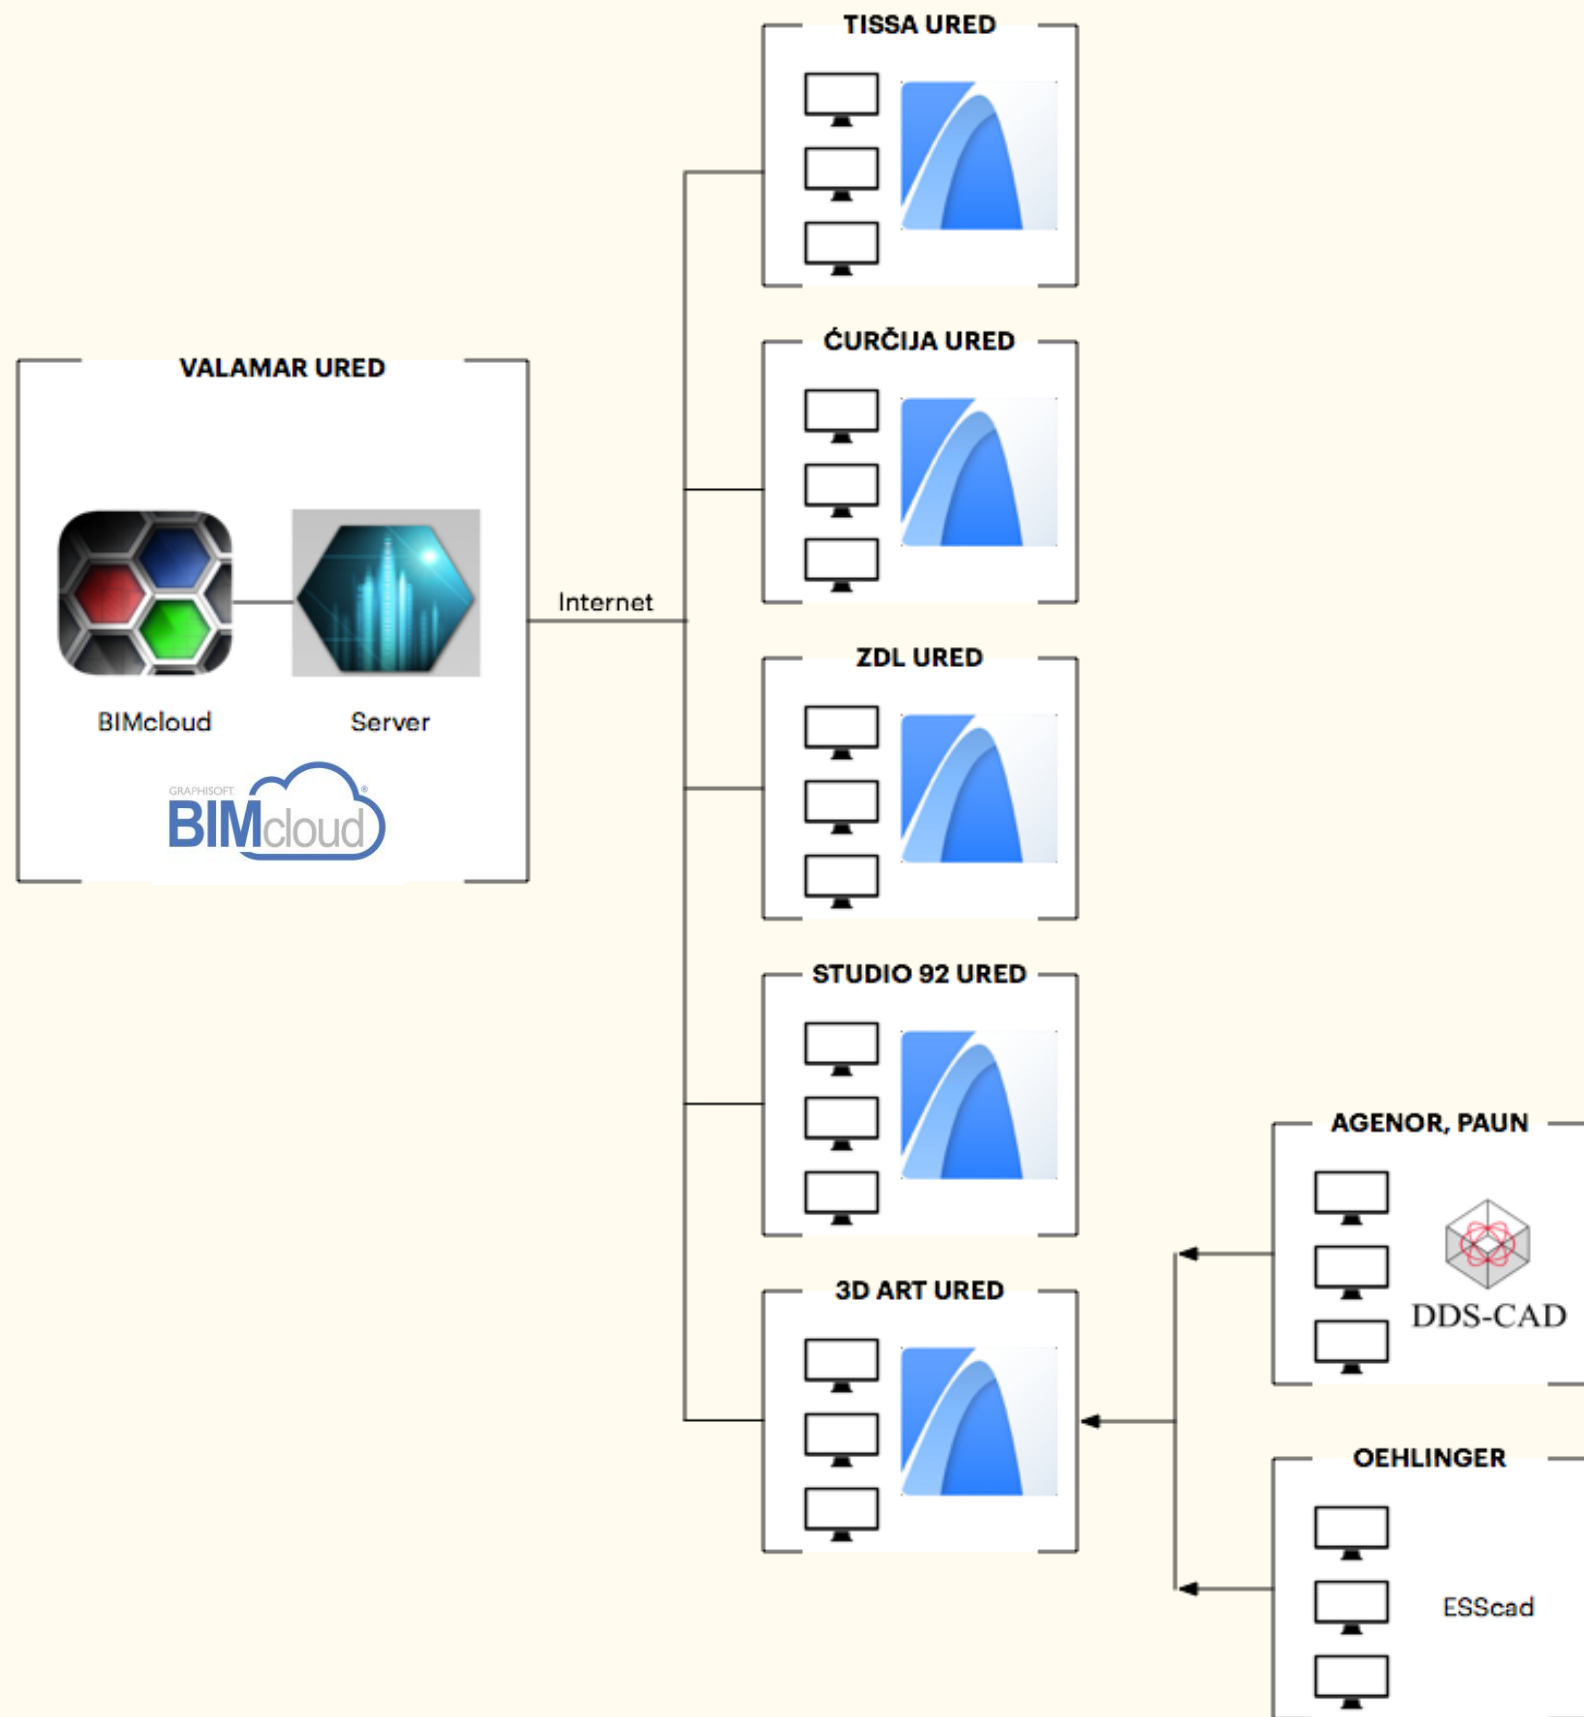 TISSA URED
ĆURČIJA URED
VALAMAR URED
Internet
BIMcloud
Server
GRAPHISOFT
BIMcloud®
ZDL URED
STUDIO 92 URED
AGENOR, PAUN
DDS-CAD
3D ART URED
OEHLINGER
ESScad